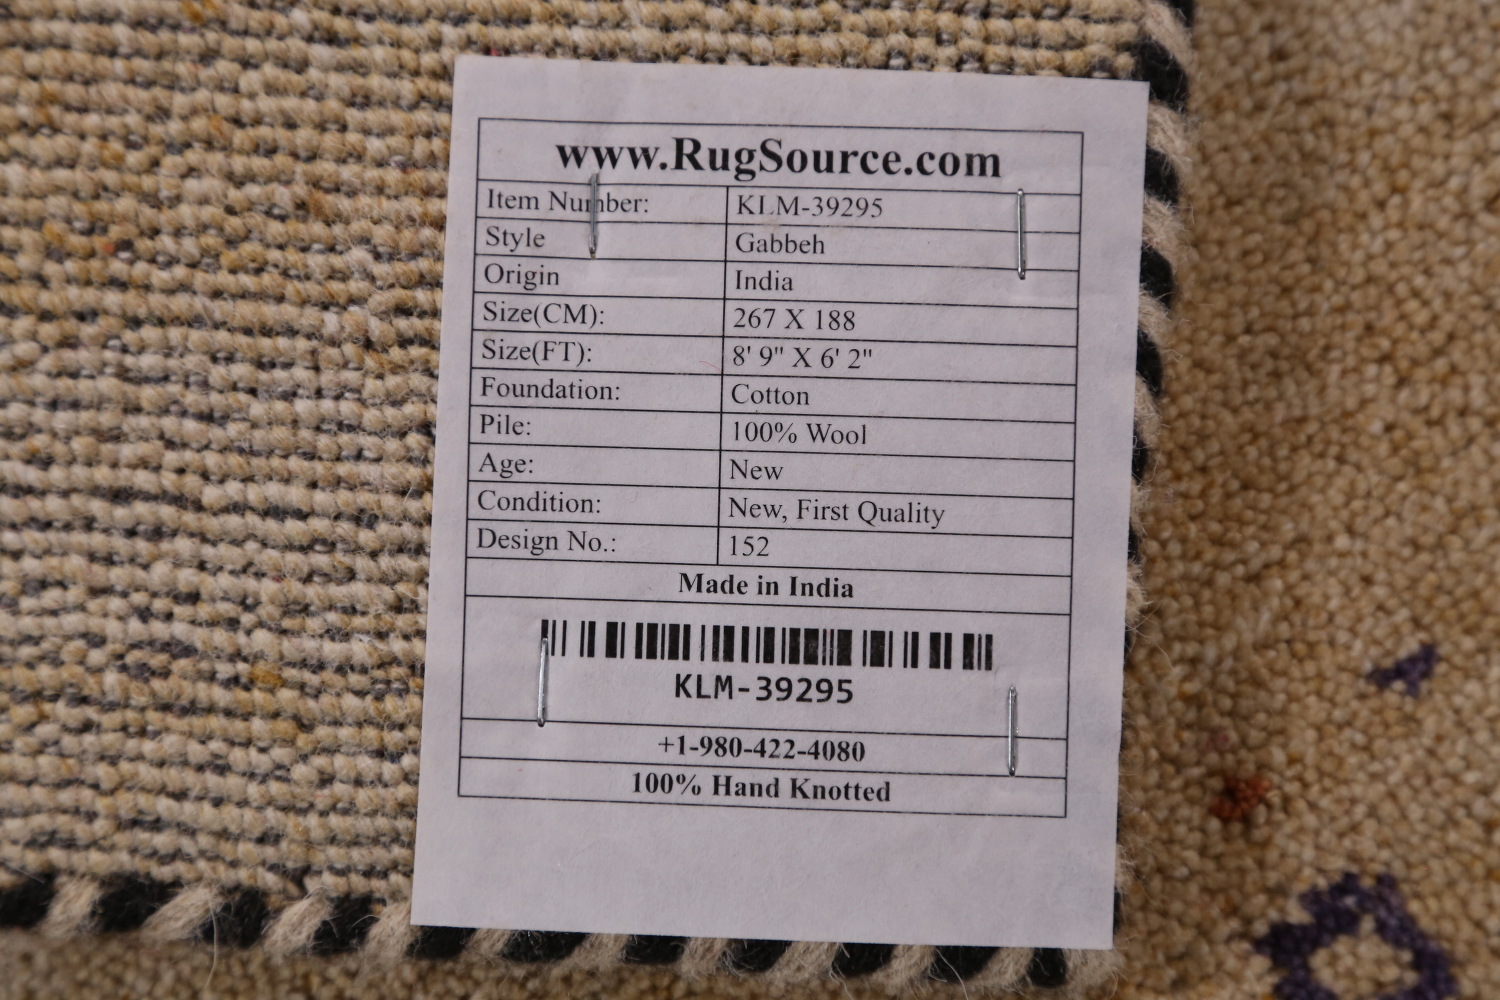 www.RugSource.com
Item Number: KLM-39295
Style Gabbeh
Origin India
Size(CM): 267 X 188
Size(FT): 8' 9" X 6' 2"
Foundation: Cotton
Pile: 100% Wool
Age: New
Condition: New, First Quality
Design No.: 152
Made in India
KLM-39295
+1-980-422-4080
100% Hand Knotted